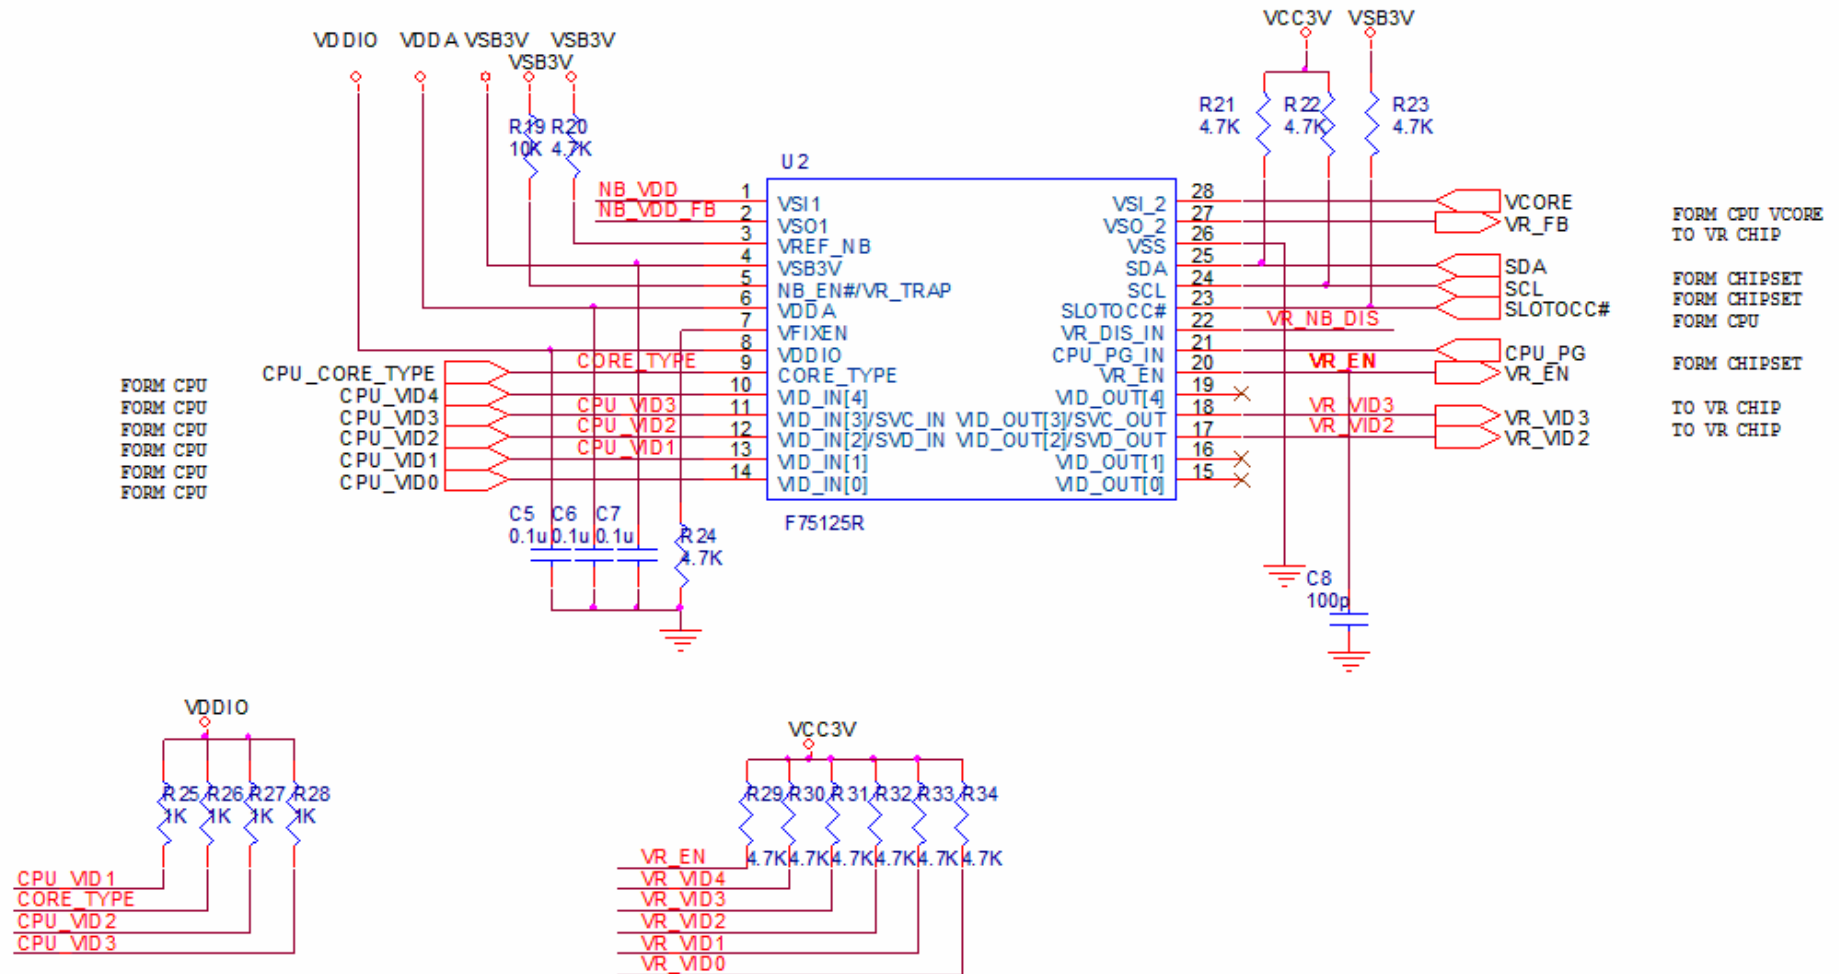 VDDIO VDDA VSB3V VSB3V
VSB3V
VCC3V VSB3V
R19 R20
10K 4.7K
R21 R22 R23
4.7K 4.7K 4.7K
U2
NB_VDD 1 VSI1 VSI_2 28 VCORE
NB_VDD_FB 2 VSO1 VSO_2 27 VR_FB
3 VREF_NB VSS 26
4 VSB3V SDA 25 SDA
5 NB_EN#/VR_TRAP SCL 24 SCL
6 VDDA SLOTOCC# 23 SLOTOCC#
7 VFIXEN VR_DIS_IN 22 VR_NB_DIS
8 VDDIO CPU_PG_IN 21 CPU_PG
CPU_CORE_TYPE CORE_TYPE 9 CORE_TYPE VR_EN 20 VR_EN VR_EN
CPU_VID4 10 VID_IN[4] VID_OUT[4] 19
CPU_VID3 CPU_VID3 11 VID_IN[3]/SVC_IN VID_OUT[3]/SVC_OUT 18 VR_VID3 VR_VID3
CPU_VID2 CPU_VID2 12 VID_IN[2]/SVD_IN VID_OUT[2]/SVD_OUT 17 VR_VID2 VR_VID2
CPU_VID1 CPU_VID1 13 VID_IN[1] VID_OUT[1] 16
CPU_VID0 14 VID_IN[0] VID_OUT[0] 15
F75125R
FORM CPU
FORM CPU
FORM CPU
FORM CPU
FORM CPU
FORM CPU
FORM CPU VCORE
TO VR CHIP
FORM CHIPSET
FORM CHIPSET
FORM CPU
FORM CHIPSET
TO VR CHIP
TO VR CHIP
C5 C6 C7
0.1u 0.1u 0.1u
R24
4.7K
C8
100p
VDDIO
R25 R26 R27 R28
1K 1K 1K 1K
CPU_VID1
CORE_TYPE
CPU_VID2
CPU_VID3
VCC3V
R29 R30 R31 R32 R33 R34
4.7K 4.7K 4.7K 4.7K 4.7K 4.7K
VR_EN
VR_VID4
VR_VID3
VR_VID2
VR_VID1
VR_VID0